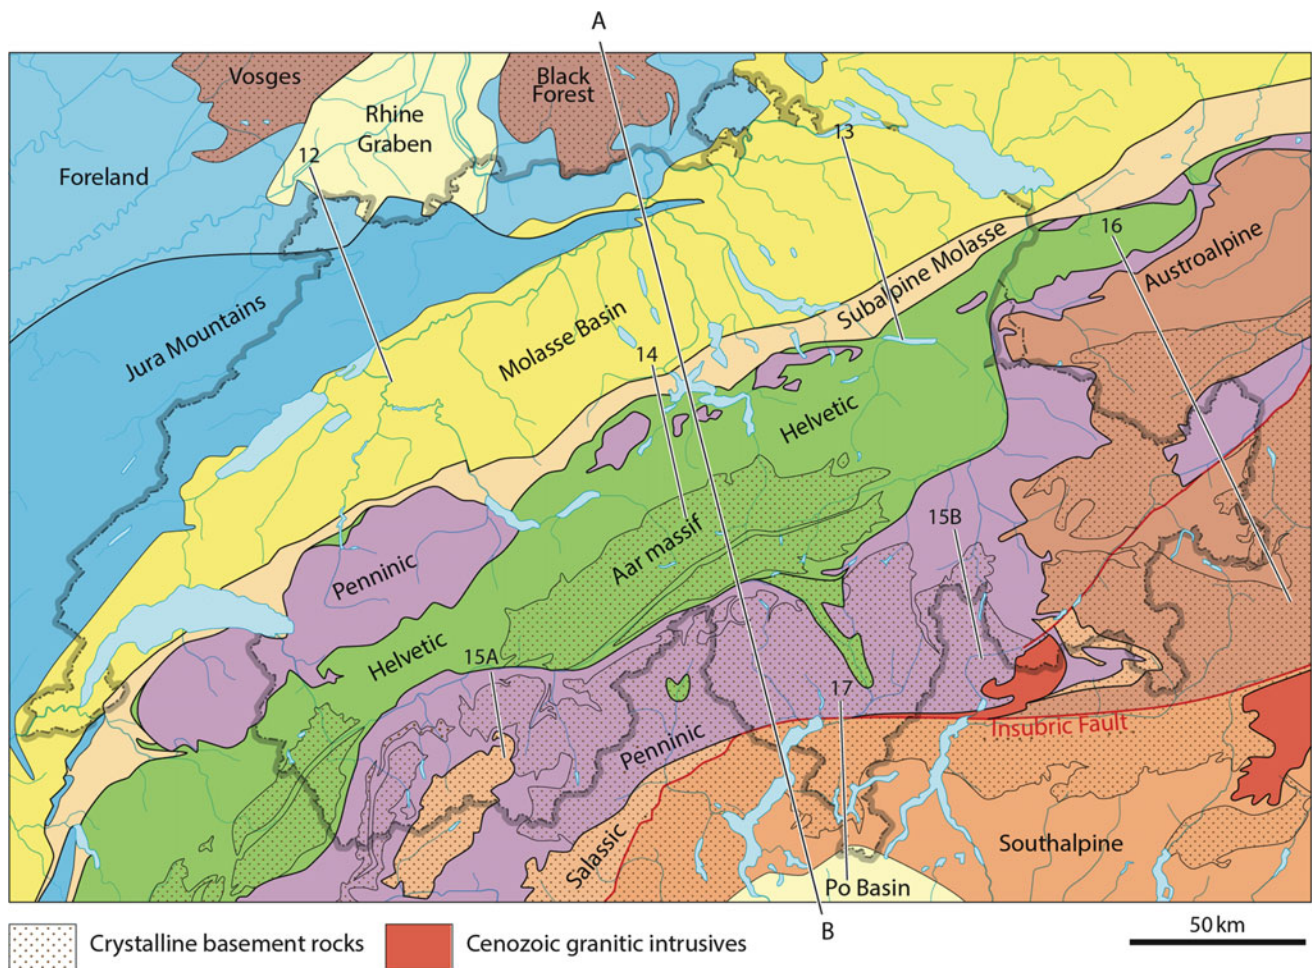 A
Vosges
Black
Forest
Rhine
Graben
13
12
Foreland
16
Austroalpine
Subalpine Molasse
Jura Mountains
Molasse Basin
14
Helvetic
15B
Aar massif
Penninic
Helvetic
15A
17
Insubric Fault
Penninic
Salassic
Southalpine
Po Basin
B
50 km
Crystalline basement rocks
Cenozoic granitic intrusives